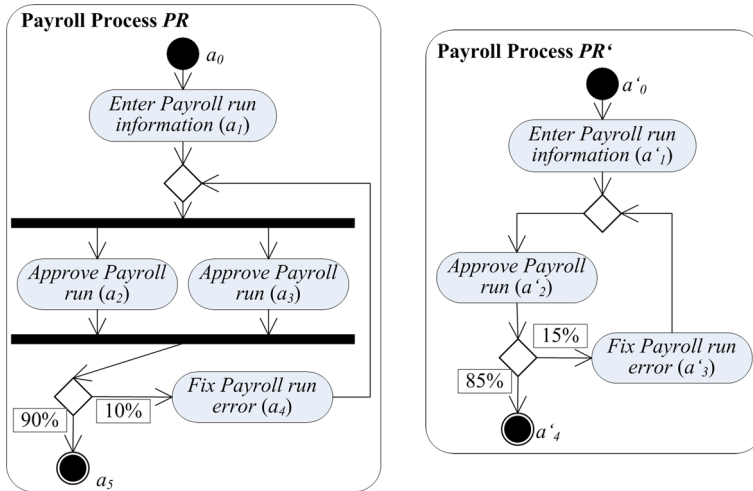 Payroll Process PR
a0
Enter Payroll run
information (a1)
Approve Payroll
run (a2)
Approve Payroll
run (a3)
90%
10%
Fix Payroll run
error (a4)
a5
Payroll Process PR‘
a‘0
Enter Payroll run
information (a‘1)
Approve Payroll
run (a‘2)
15%
85%
Fix Payroll run
error (a‘3)
a‘4